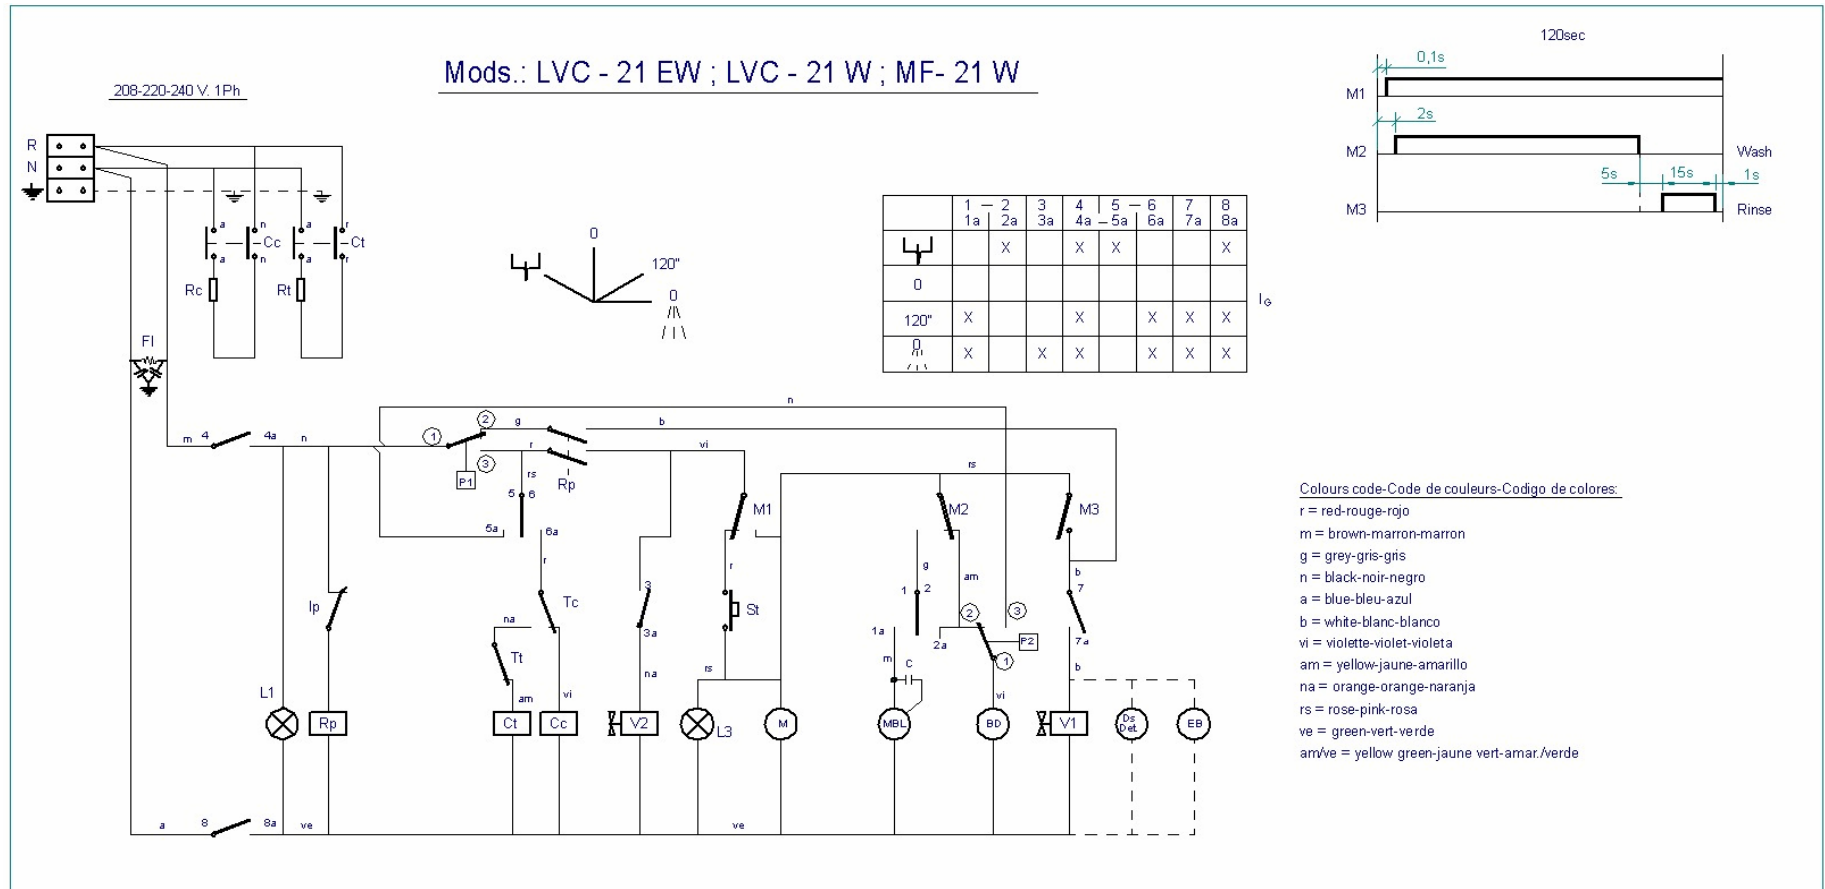 Mods.: LVC - 21 EW ; LVC - 21 W ; MF- 21 W
208-220-240 V. 1Ph
R
N
a n Cc a r Ct
a n a r
Rc Rt
FI
0
120"
0
1 – 2 3 4 5 – 6 7 8
1a 2a 3a 4a – 5a 6a 7a 8a
X X X X
0
120" X X X X X
0 X X X X X X
IG
120sec
0,1s
M1
2s
M2 Wash
5s 15s 1s
M3 Rinse
m 4 4a n
1 2 g b n
3 r vi
P1 rs Rp
rs
5 6
5a 6a
M1 M2 M3
r r g am b
Ip Tc 3 St 1 2 2 3 7
na 3a 1a 2a P2 7a
Tt na rs m C 1 b
am vi vi
L1 Rp Ct Cc V2 L3 M MBL BD V1 Ds Det. EB
a 8 8a ve ve
Colours code-Code de couleurs-Codigo de colores:
r = red-rouge-rojo
m = brown-marron-marron
g = grey-gris-gris
n = black-noir-negro
a = blue-bleu-azul
b = white-blanc-blanco
vi = violette-violet-violeta
am = yellow-jaune-amarillo
na = orange-orange-naranja
rs = rose-pink-rosa
ve = green-vert-verde
am/ve = yellow green-jaune vert-amar./verde